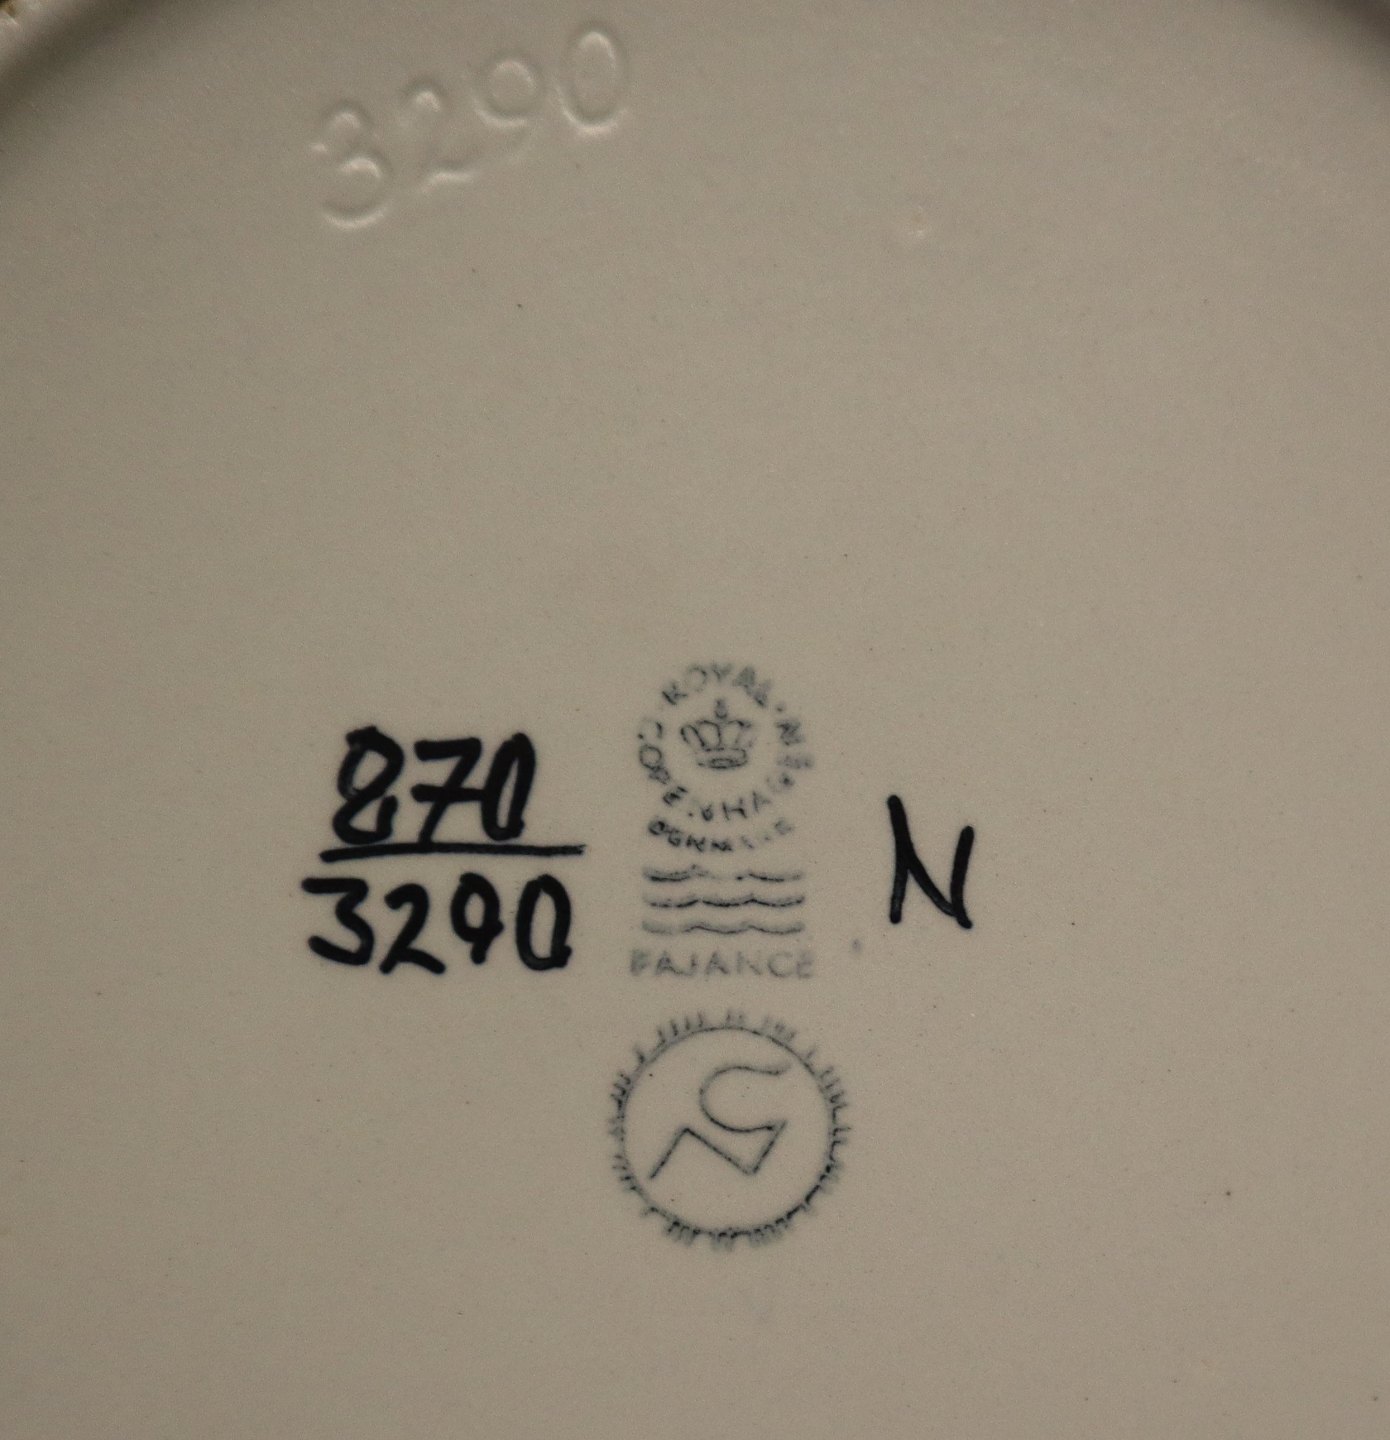 3290
ROYAL COPENHAGEN
DENMARK
870
3290
N
FAJANCE